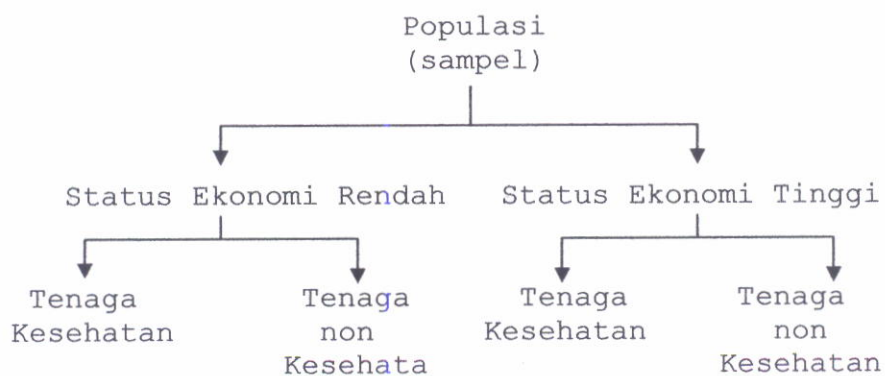 Populasi
(sampel)
Status Ekonomi Rendah
Status Ekonomi Tinggi
Tenaga
Kesehatan
Tenaga
non
Kesehata
Tenaga
Kesehatan
Tenaga
non
Kesehatan